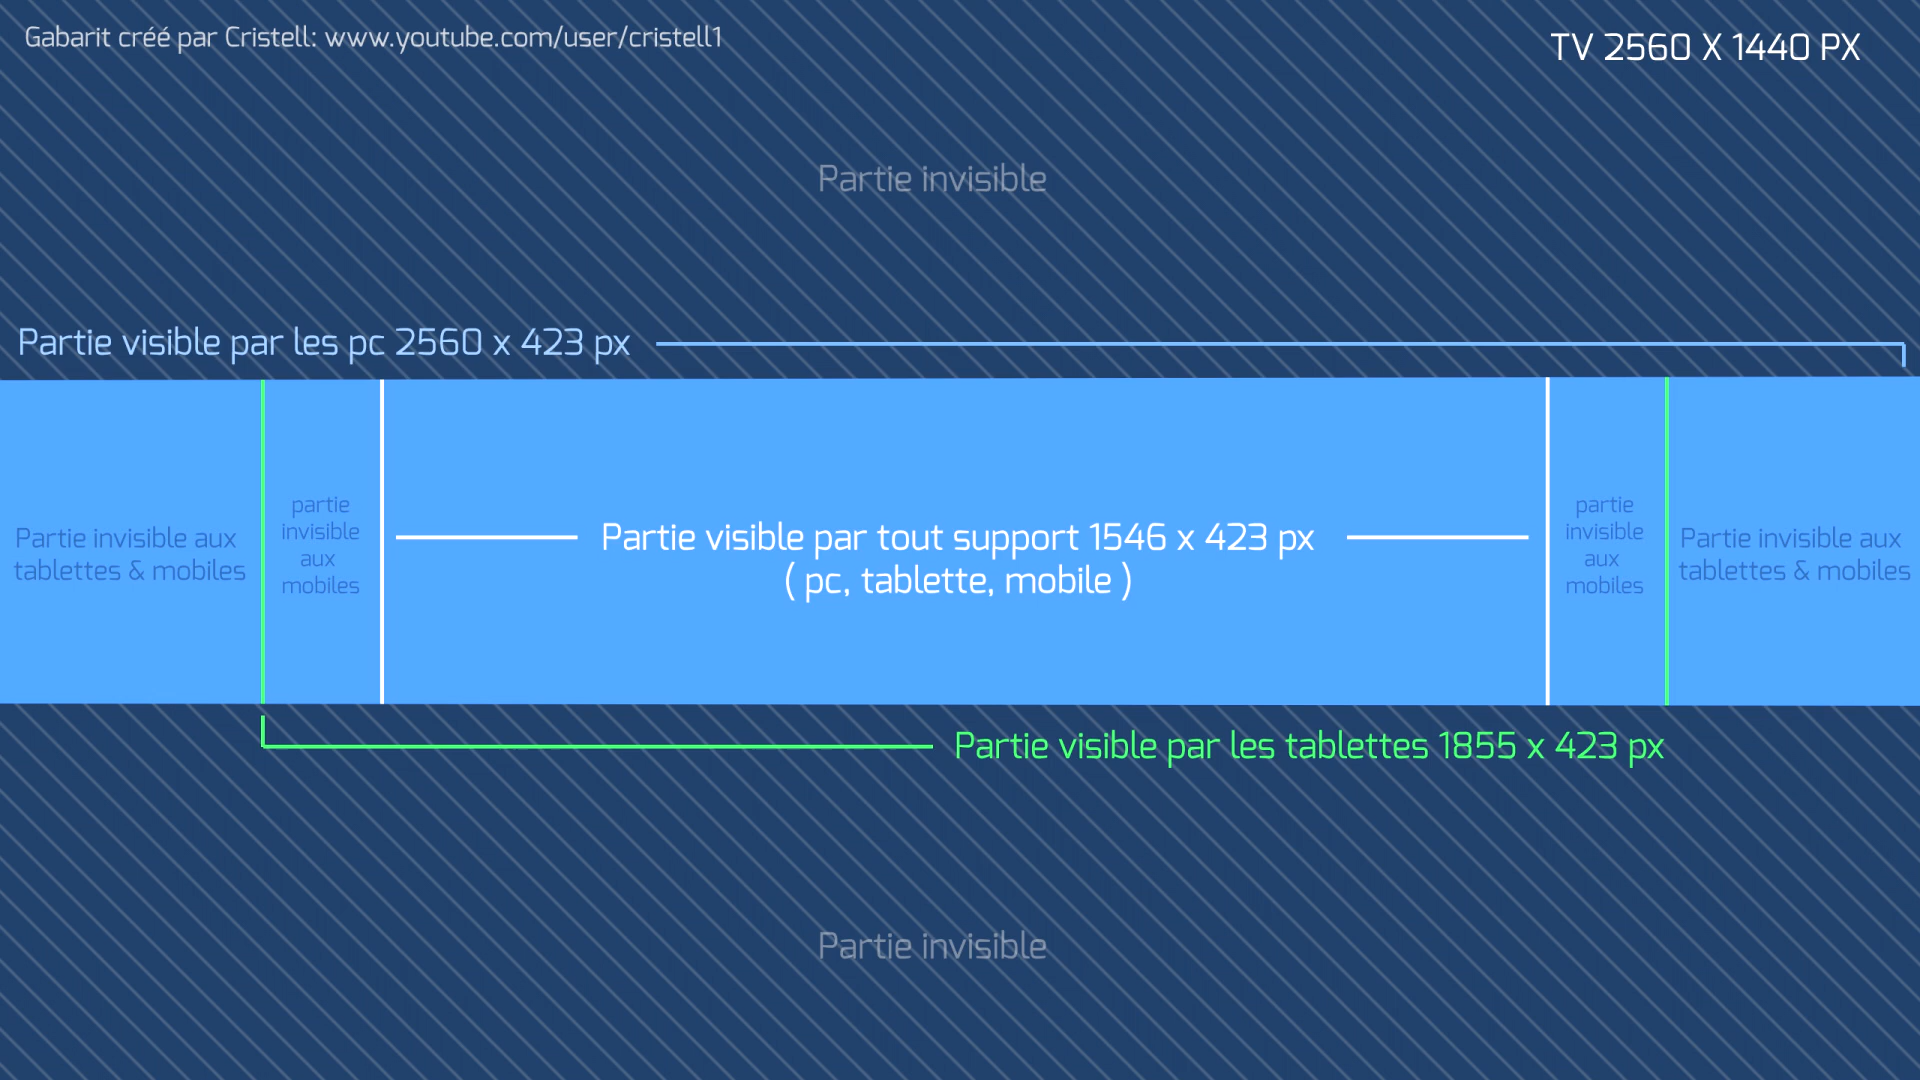 Gabarit créé par Cristell: www.youtube.com/user/cristell1
TV 2560 X 1440 PX
Partie invisible
Partie visible par les pc 2560 x 423 px
Partie invisible aux
tablettes & mobiles
partie
invisible
aux
mobiles
Partie visible par tout support 1546 x 423 px
( pc, tablette, mobile )
partie
invisible
aux
mobiles
Partie invisible aux
tablettes & mobiles
Partie visible par les tablettes 1855 x 423 px
Partie invisible